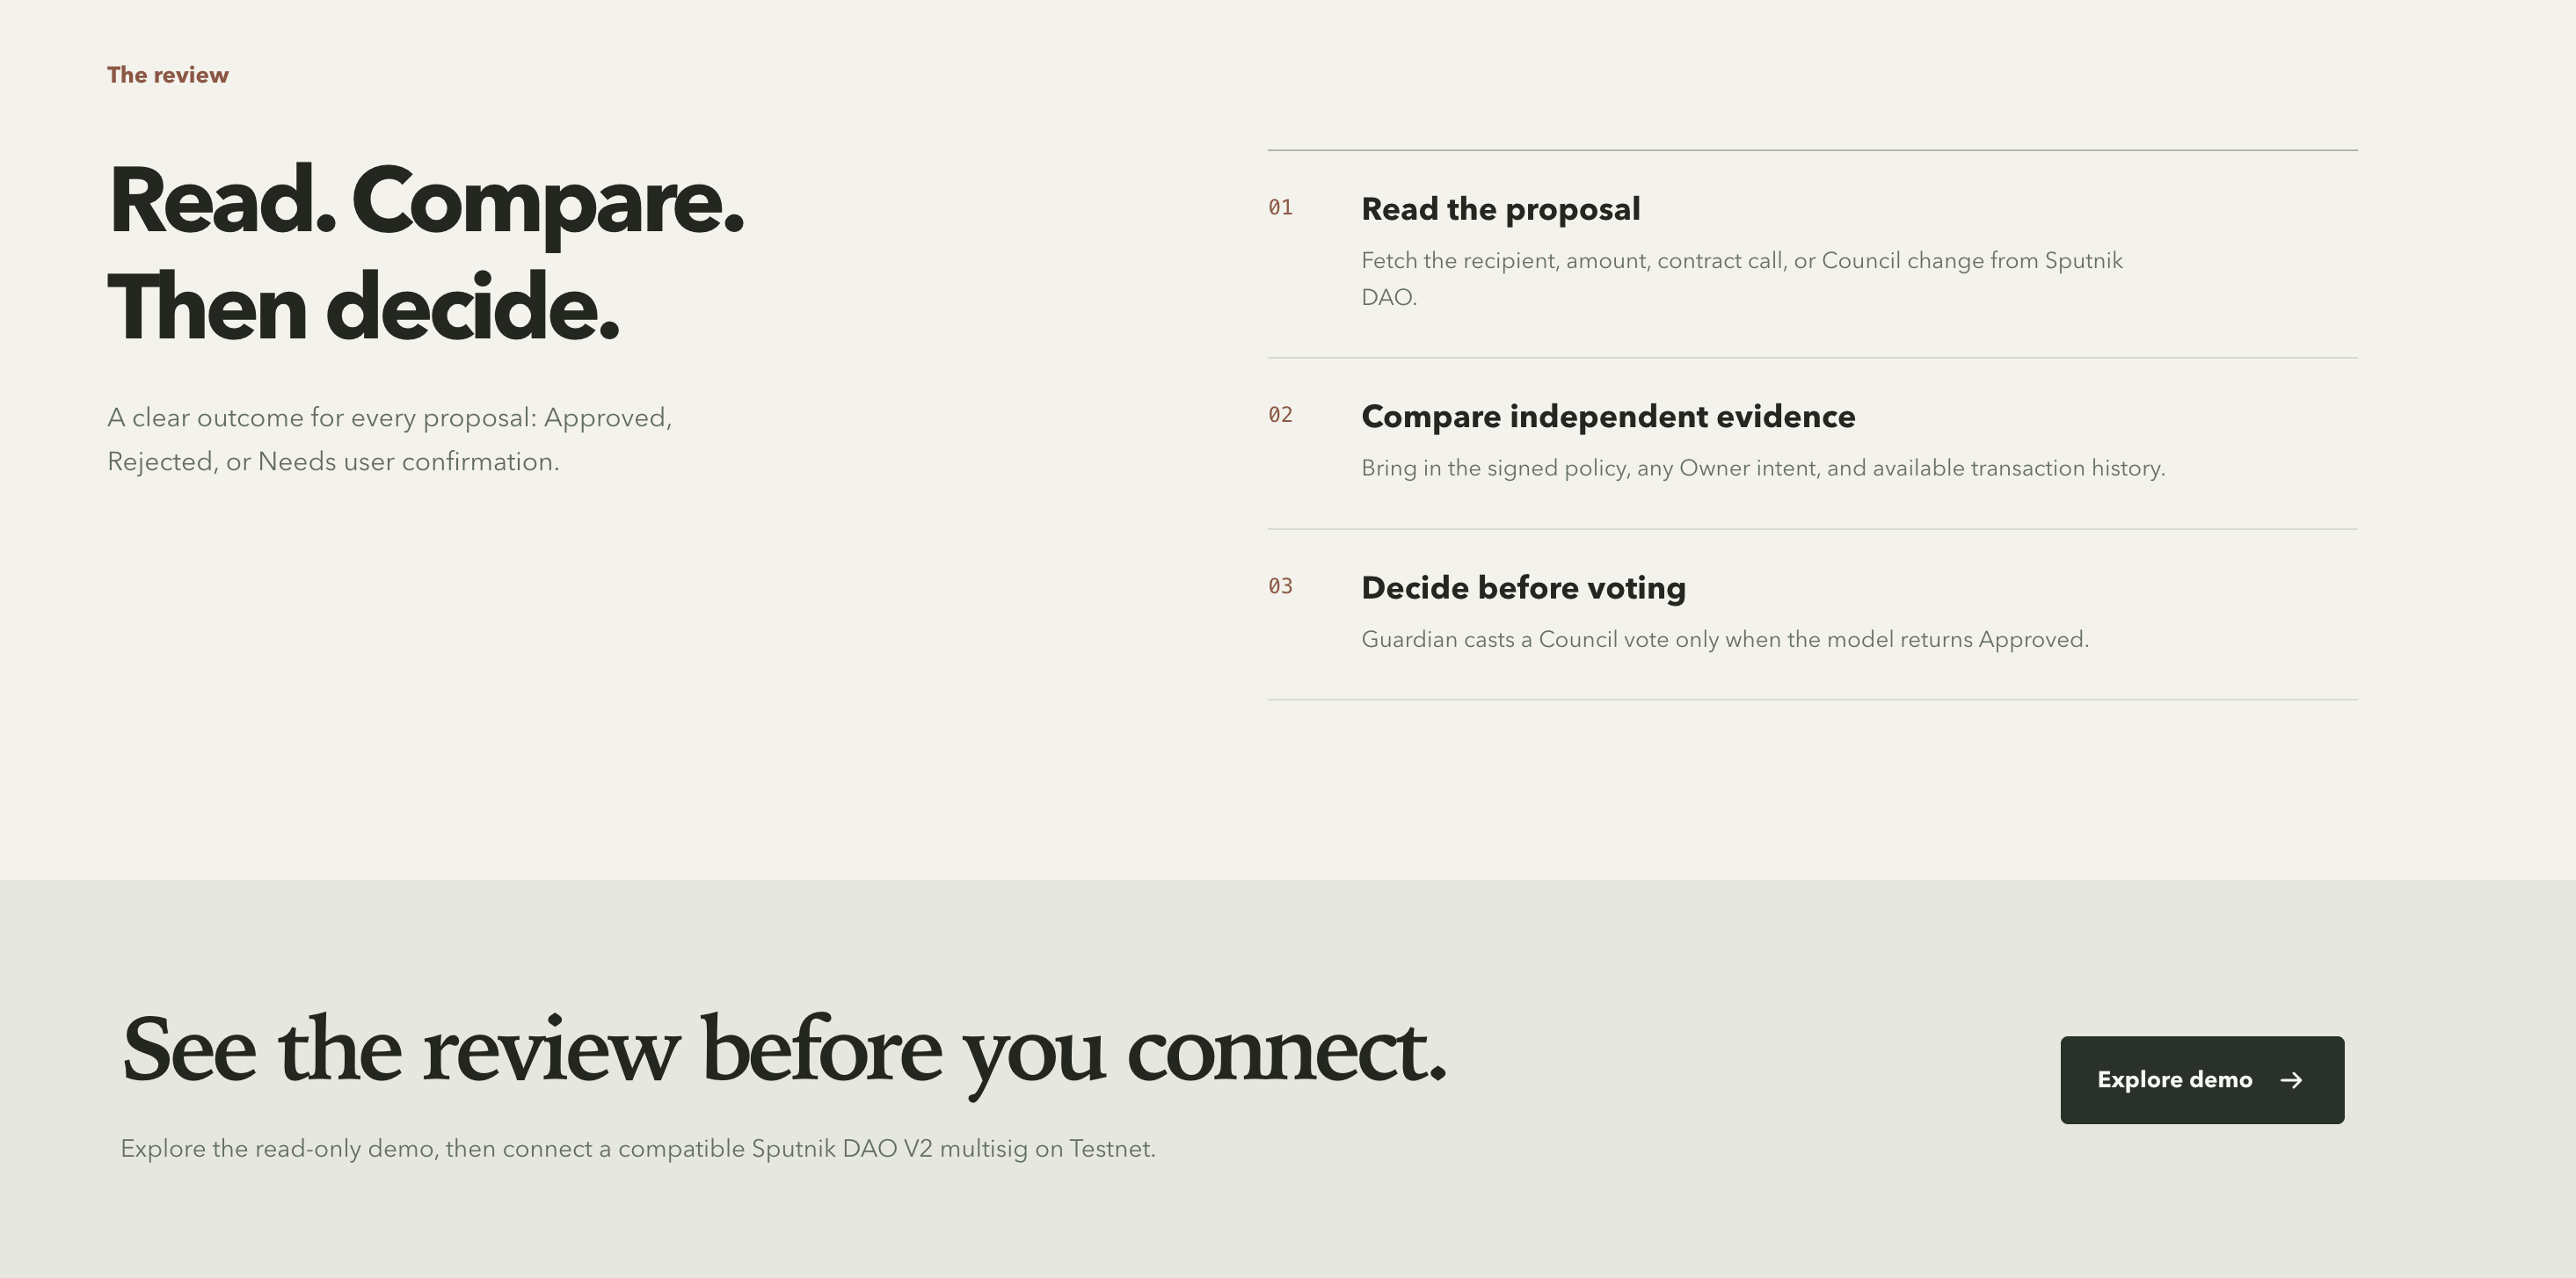 The review
Read. Compare.
Then decide.
A clear outcome for every proposal: Approved,
Rejected, or Needs user confirmation.
01
Read the proposal
Fetch the recipient, amount, contract call, or Council change from Sputnik
DAO.
02
Compare independent evidence
Bring in the signed policy, any Owner intent, and available transaction history.
03
Decide before voting
Guardian casts a Council vote only when the model returns Approved.
See the review before you connect.
Explore the read-only demo, then connect a compatible Sputnik DAO V2 multisig on Testnet.
Explore demo →